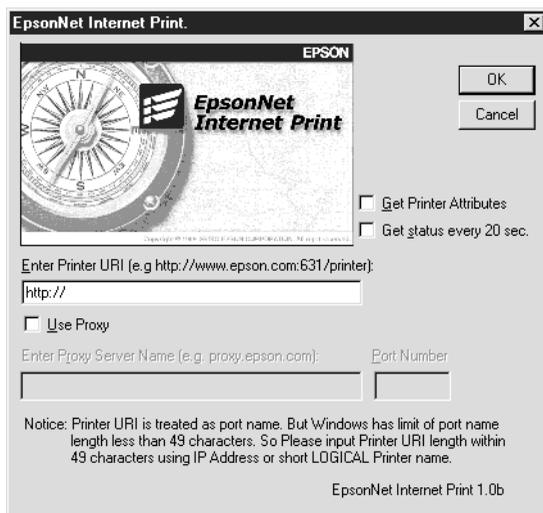 EpsonNet Internet Print.
EPSON
N
NE
E
SE
S
SW
W
NW
EpsonNet
Internet Print
OK
Cancel
Get Printer Attributes
Get status every 20 sec.
Enter Printer URI (e.g http://www.epson.com:631/printer):
http://
Use Proxy
Enter Proxy Server Name (e.g. proxy.epson.com):
Port Number
Notice: Printer URI is treated as port name. But Windows has limit of port name
length less than 49 characters. So Please input Printer URI length within
49 characters using IP Address or short LOGICAL Printer name.
EpsonNet Internet Print 1.0b